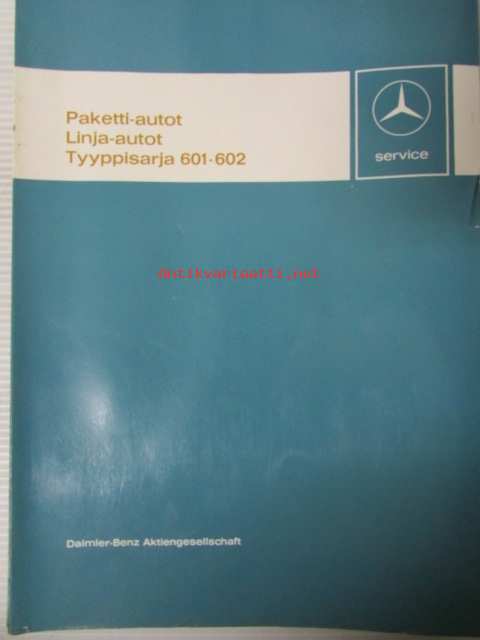 Paketti-autot
Linja-autot
Tyyppisarja 601·602
service
antikvariaatti.net
Daimler-Benz Aktiengesellschaft